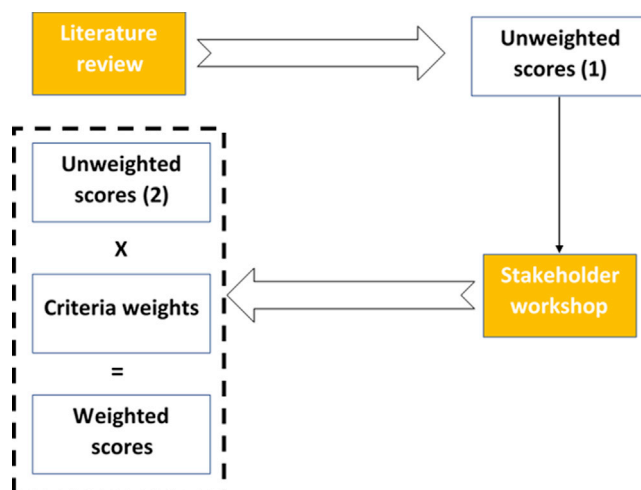 Literature
review
Unweighted
scores (1)
Unweighted
scores (2)
X
Criteria weights
=
Weighted
scores
Stakeholder
workshop